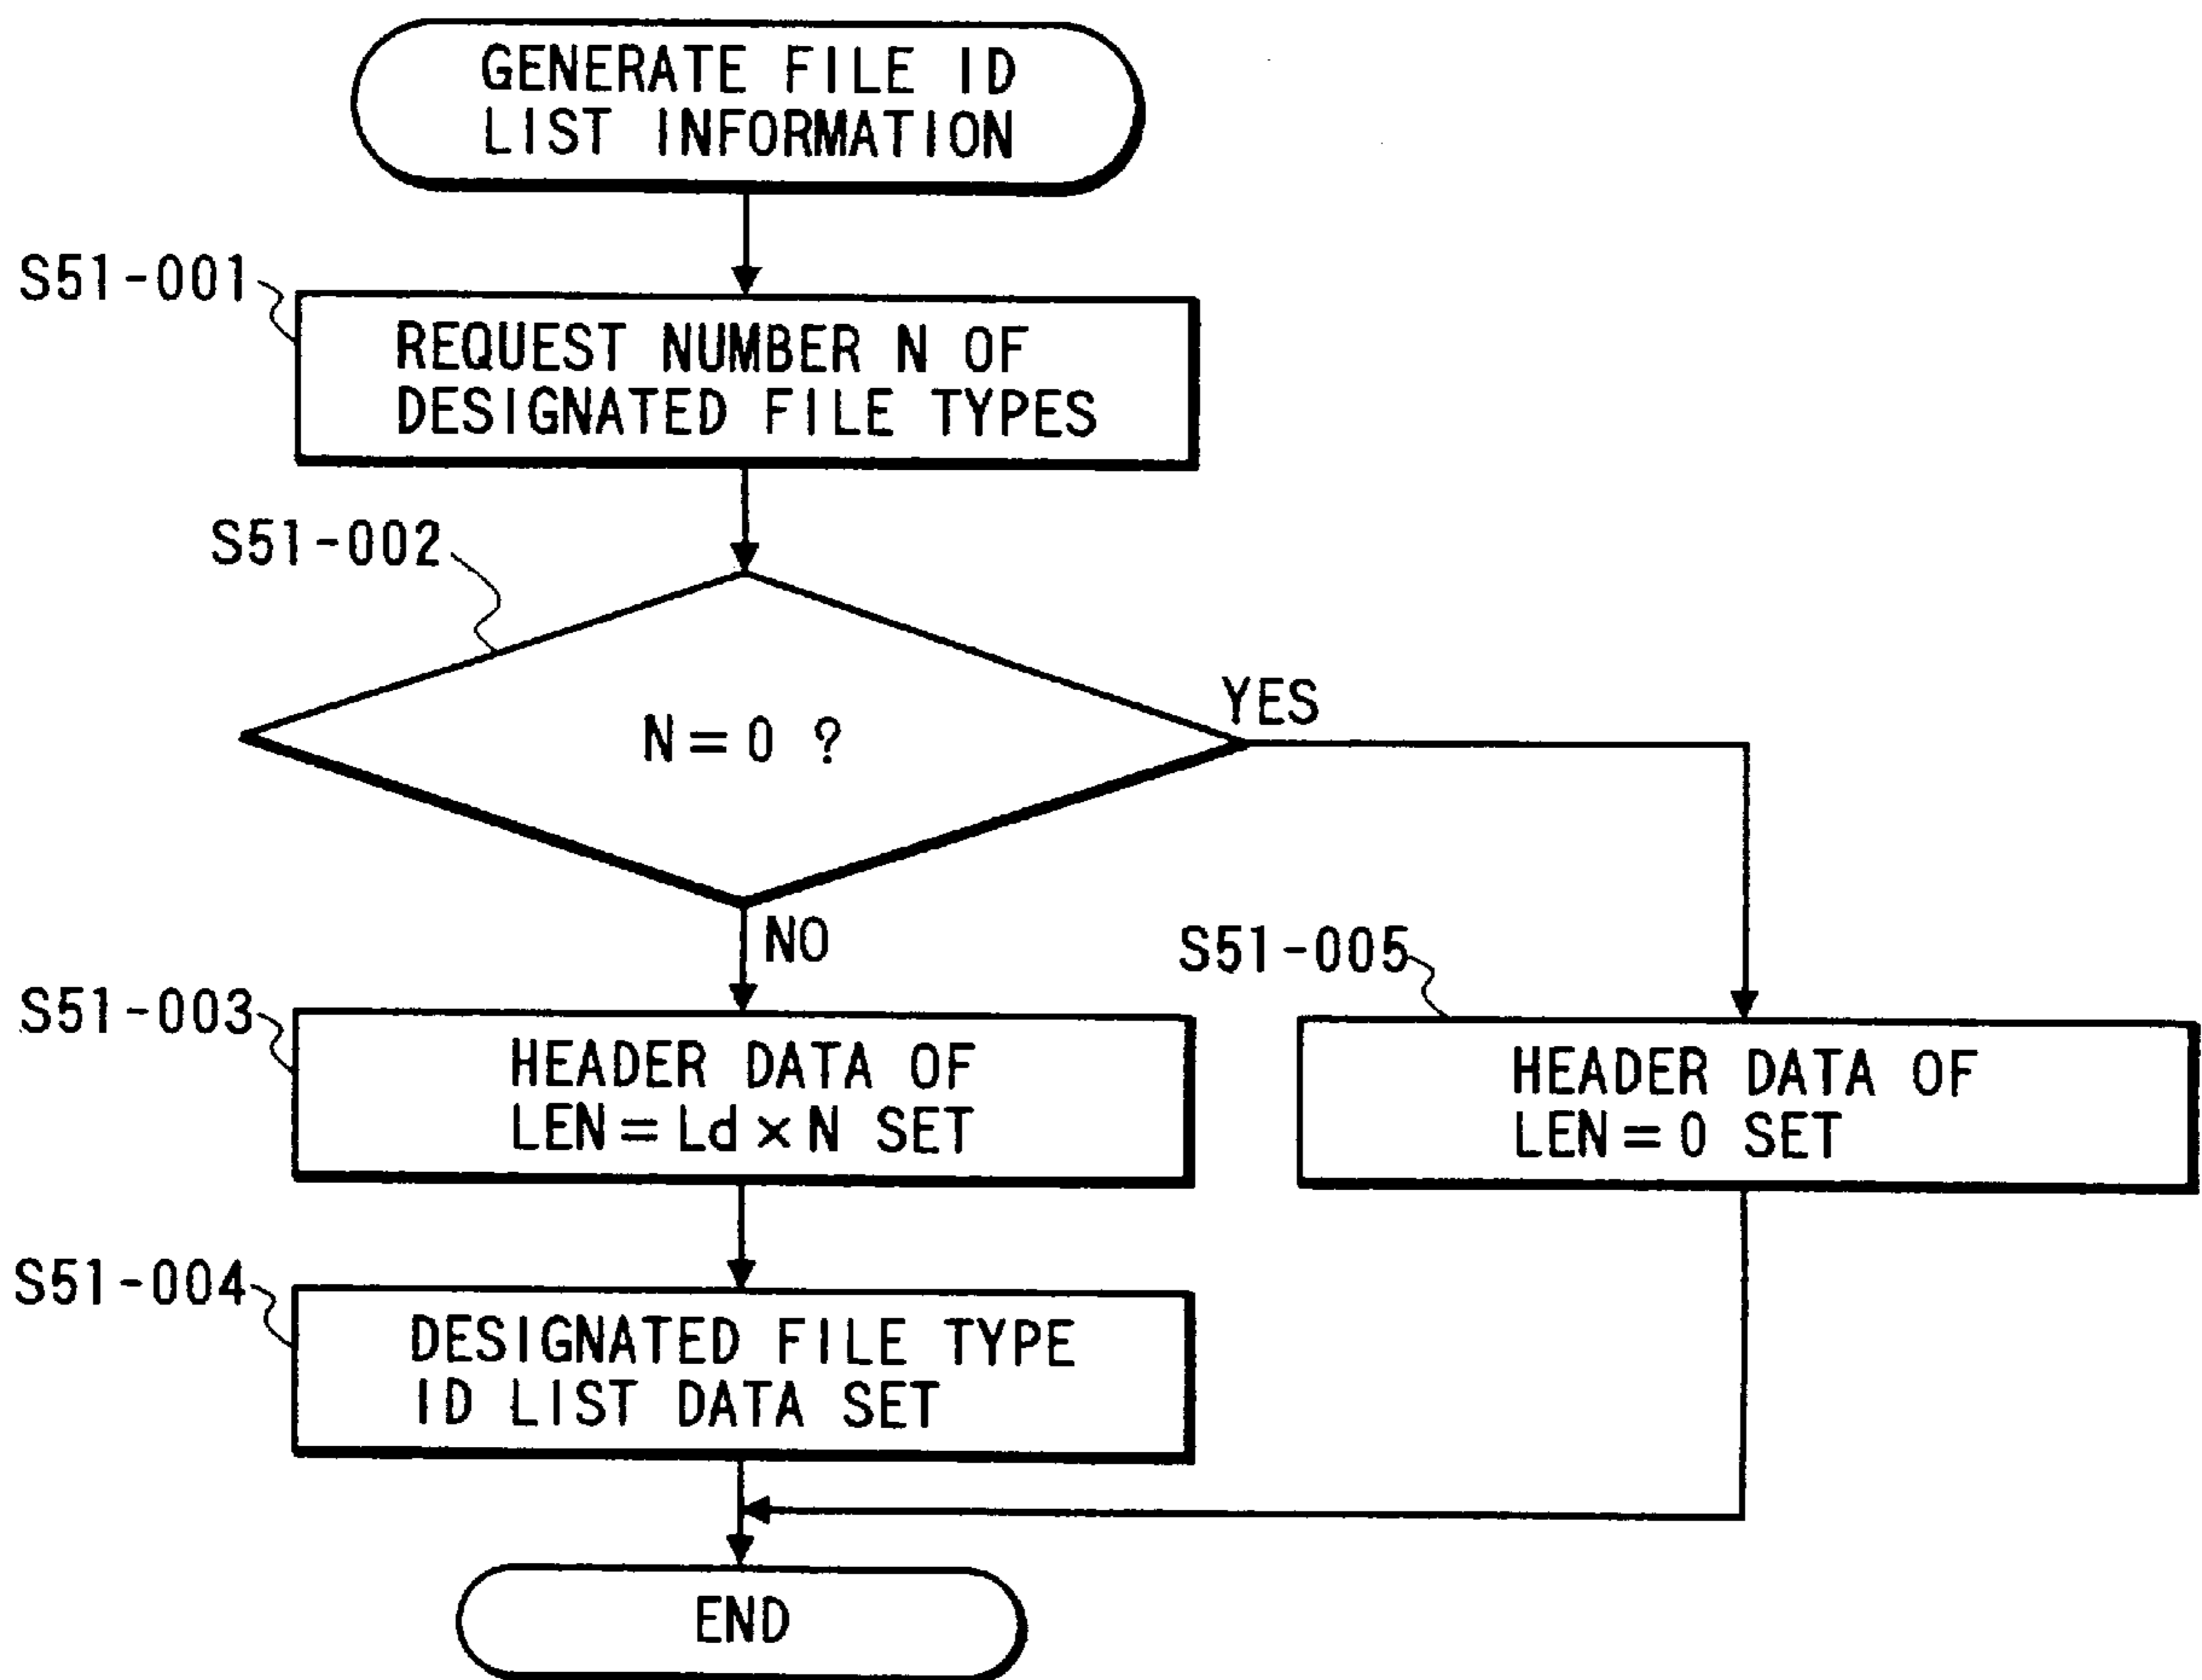 GENERATE FILE ID
LIST INFORMATION
S51-001
REQUEST NUMBER N OF
DESIGNATED FILE TYPES
S51-002
N=0 ?
YES
NO
S51-003
HEADER DATA OF
LEN=Ld×N SET
S51-005
HEADER DATA OF
LEN=0 SET
S51-004
DESIGNATED FILE TYPE
ID LIST DATA SET
END